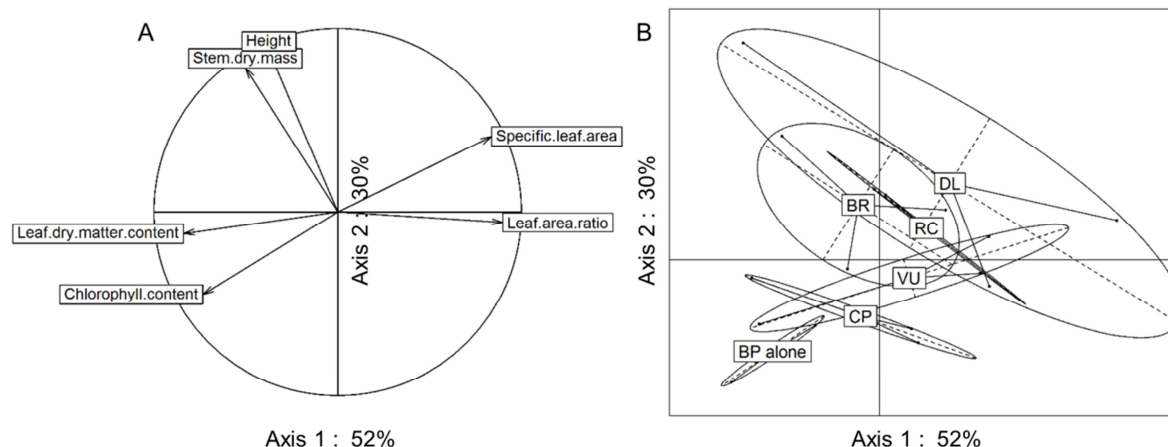 A
Height
Stem.dry.mass
Specific.leaf.area
Leaf.area.ratio
Leaf.dry.matter.content
Chlorophyll.content
Axis 2 : 30%
Axis 1 : 52%
B
DL
BR
RC
VU
CP
BP alone
Axis 2 : 30%
Axis 1 : 52%